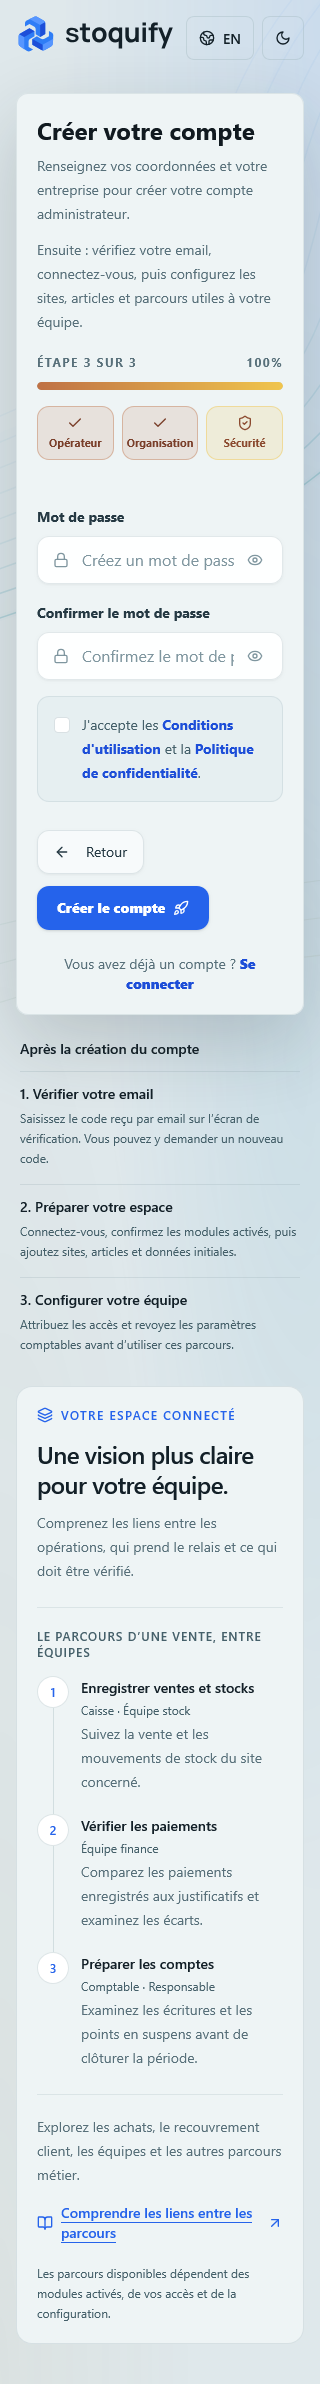 stoquify
EN
Créer votre compte
Renseignez vos coordonnées et votre
entreprise pour créer votre compte
administrateur.
Ensuite : vérifiez votre email,
connectez-vous, puis configurez les
sites, articles et parcours utiles à votre
équipe.
ÉTAPE 3 SUR 3 100%
Opérateur Organisation Sécurité
Mot de passe
Créez un mot de pass
Confirmer le mot de passe
Confirmez le mot de p
J'accepte les Conditions
d'utilisation et la Politique
de confidentialité.
Retour
Créer le compte
Vous avez déjà un compte ? Se
connecter
Après la création du compte
1. Vérifier votre email
Saisissez le code reçu par email sur l'écran de
vérification. Vous pouvez y demander un nouveau
code.
2. Préparer votre espace
Connectez-vous, confirmez les modules activés, puis
ajoutez sites, articles et données initiales.
3. Configurer votre équipe
Attribuez les accès et revoyez les paramètres
comptables avant d'utiliser ces parcours.
VOTRE ESPACE CONNECTÉ
Une vision plus claire
pour votre équipe.
Comprenez les liens entre les
opérations, qui prend le relais et ce qui
doit être vérifié.
LE PARCOURS D'UNE VENTE, ENTRE
ÉQUIPES
1 Enregistrer ventes et stocks
Caisse · Équipe stock
Suivez la vente et les
mouvements de stock du site
concerné.
2 Vérifier les paiements
Équipe finance
Comparez les paiements
enregistrés aux justificatifs et
examinez les écarts.
3 Préparer les comptes
Comptable · Responsable
Examinez les écritures et les
points en suspens avant de
clôturer la période.
Explorez les achats, le recouvrement
client, les équipes et les autres parcours
métier.
Comprendre les liens entre les
parcours
Les parcours disponibles dépendent des
modules activés, de vos accès et de la
configuration.